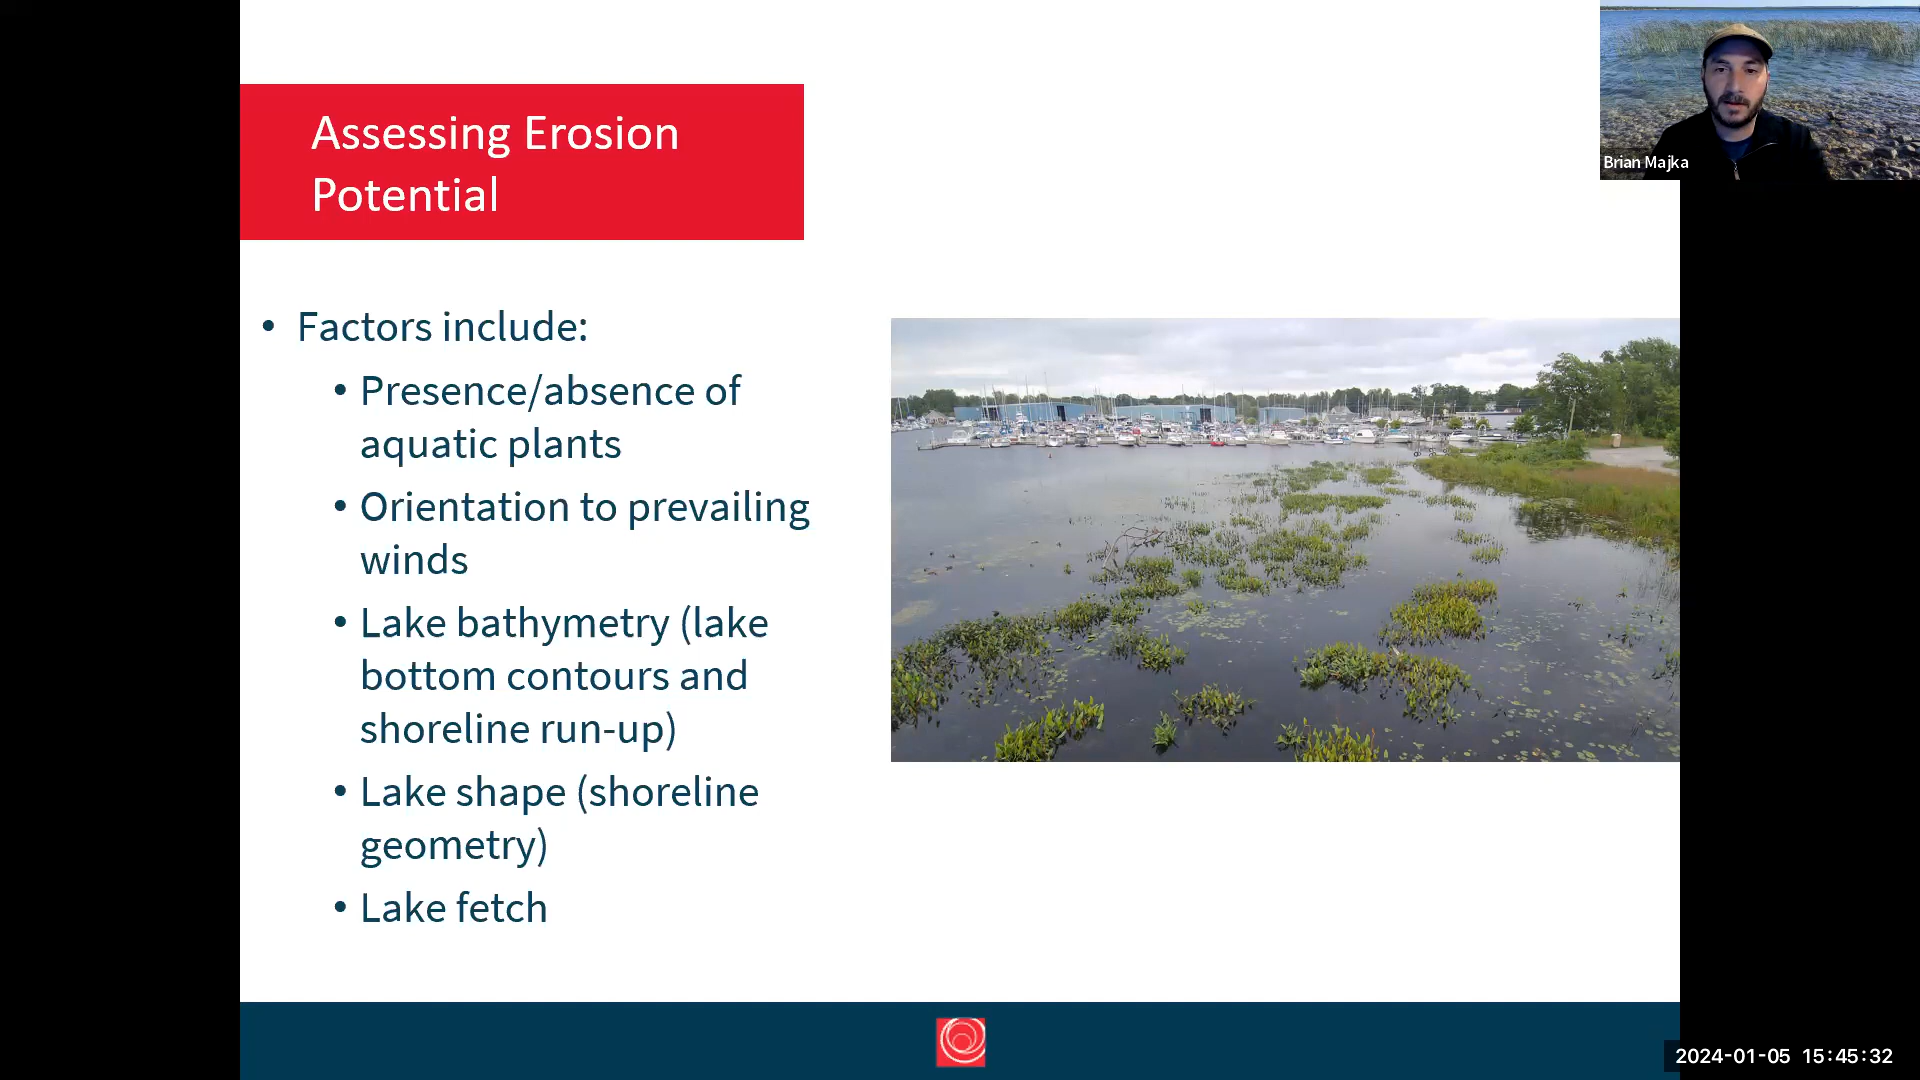 Assessing Erosion
Potential
Brian Majka
• Factors include:
• Presence/absence of
aquatic plants
• Orientation to prevailing
winds
• Lake bathymetry (lake
bottom contours and
shoreline run-up)
• Lake shape (shoreline
geometry)
• Lake fetch
2024-01-05 15:45:32